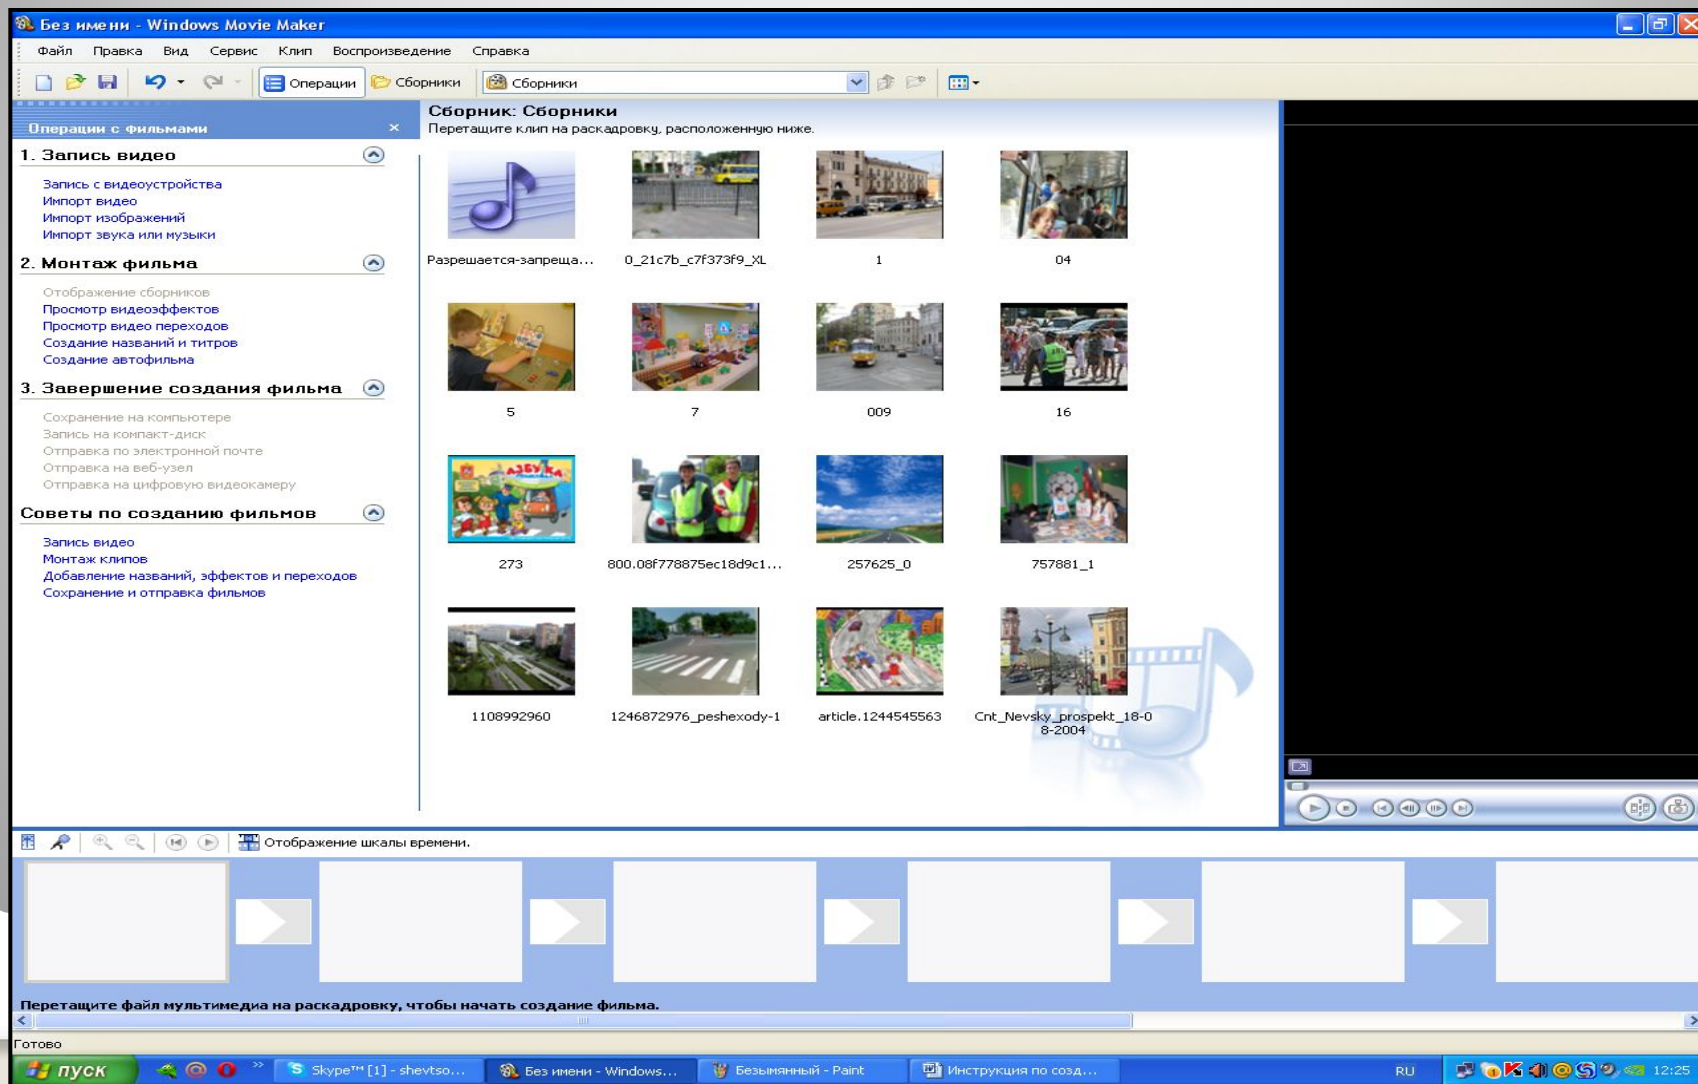 Без имени - Windows Movie Maker
Файл Правка Вид Сервис Клип Воспроизведение Справка
Операции Сборники Сборники
Операции с фильмами
1. Запись видео
Запись с видеоустройства
Импорт видео
Импорт изображений
Импорт звука или музыки
2. Монтаж фильма
Отображение сборников
Просмотр видеоэффектов
Просмотр видео переходов
Создание названий и титров
Создание автофильма
3. Завершение создания фильма
Сохранение на компьютере
Запись на компакт-диск
Отправка по электронной почте
Отправка на веб-узел
Отправка на цифровую видеокамеру
Советы по созданию фильмов
Запись видео
Монтаж клипов
Добавление названий, эффектов и переходов
Сохранение и отправка фильмов
Сборник: Сборники
Перетащите клип на раскадровку, расположенную ниже.
Разрешается-запреща... 0_21c7b_c7f373f9_XL 1 04
5 7 009 16
АЗБУКА
273 800.08f778875ec18d9c1... 257625_0 757881_1
1108992960 1246872976_peshexody-1 article.1244545563 Cnt_Nevsky_prospekt_18-0
8-2004
Отображение шкалы времени.
Перетащите файл мультимедиа на раскадровку, чтобы начать создание фильма.
Готово
пуск Skype™ [1] - shevtso... Без имени - Windows... Безымянный - Paint Инструкция по созд... RU 12:25